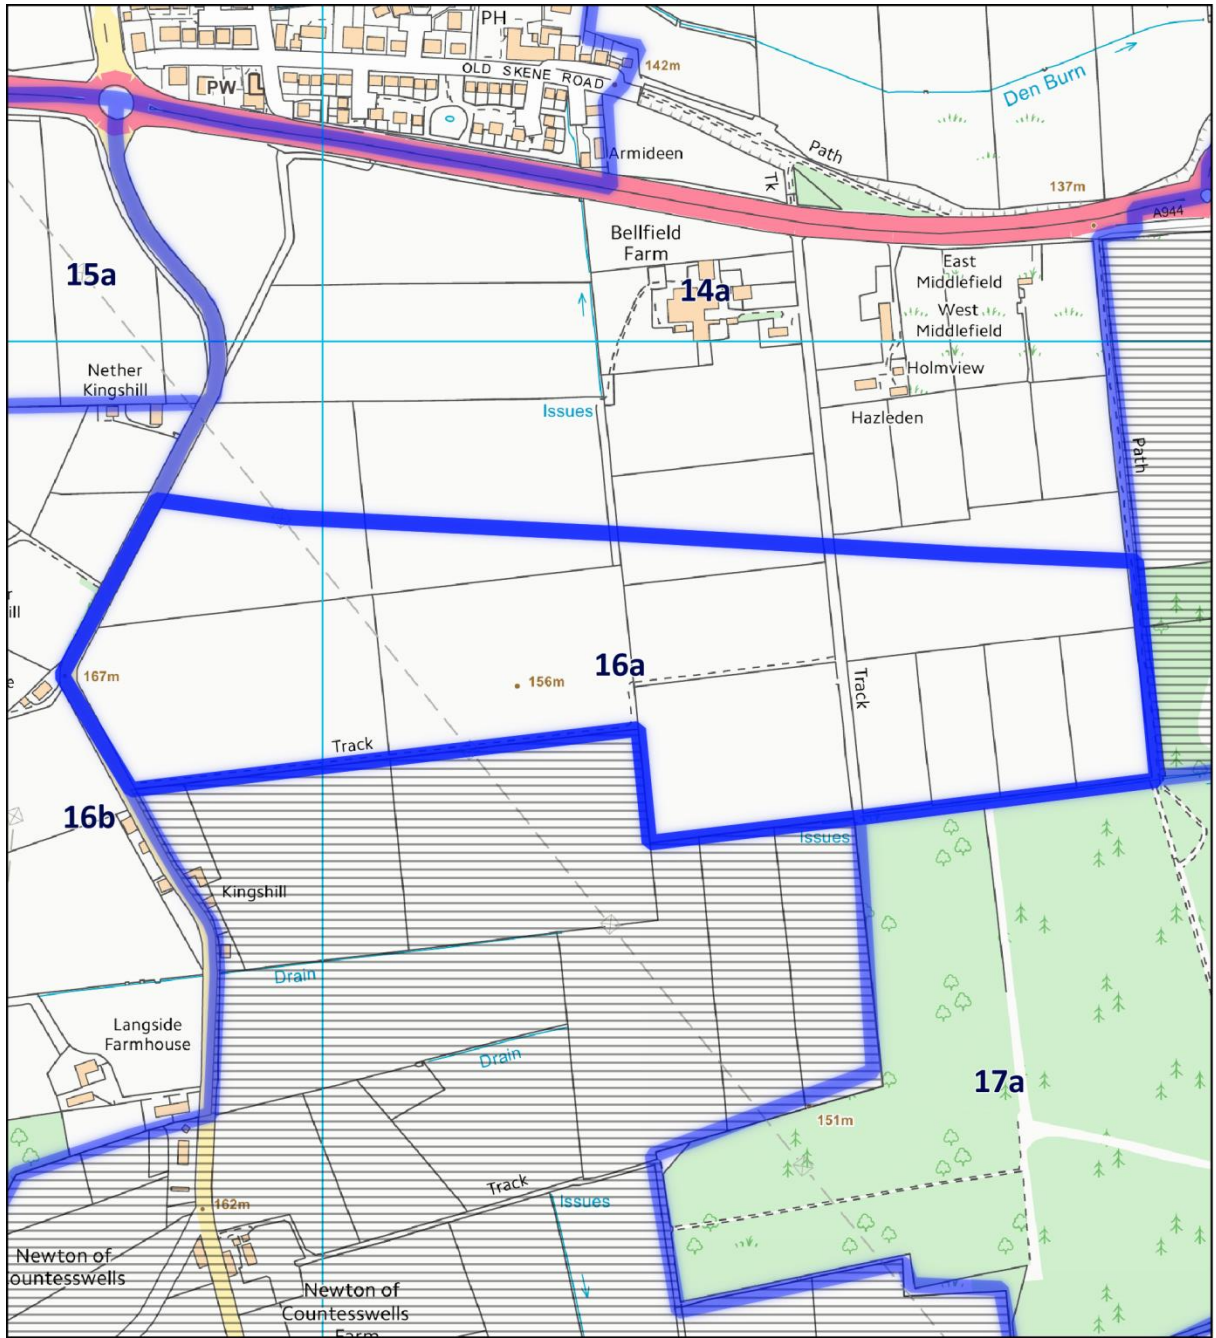 PH
OLD SKENE ROAD
142m
PW
Den Burn
Armideen
Path
Tk
137m
A944
Bellfield
Farm
15a
14a
East
Middlefield
West
Middlefield
Nether
Kingshill
Holmview
Issues
Hazleden
Path
ill
167m
16a
156m
e
Track
Track
16b
Issues
Kingshill
Drain
Langside
Farmhouse
Drain
17a
151m
Track
Issues
162m
Newton of
ountesswells
Newton of
Countesswells
Farm